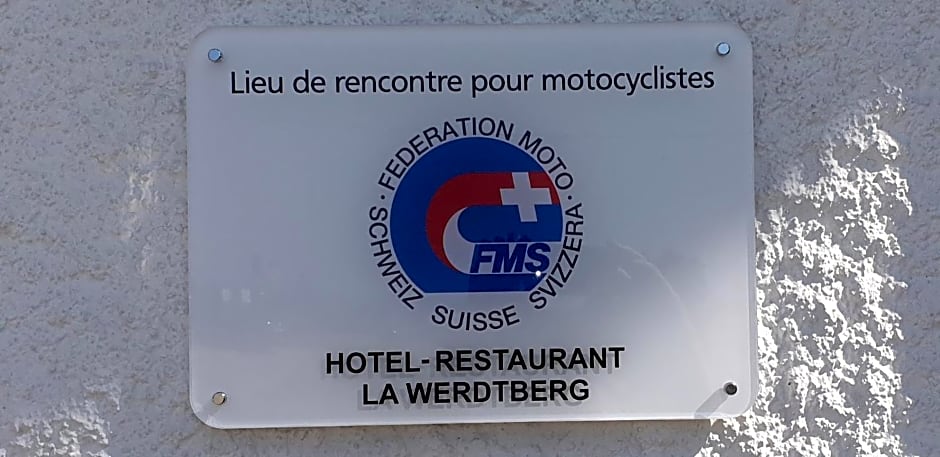 Lieu de rencontre pour motocyclistes
· FEDERATION MOTO ·
SCHWEIZ SUISSE SVIZZERA
FMS
HOTEL-RESTAURANT
LA WERDTBERG